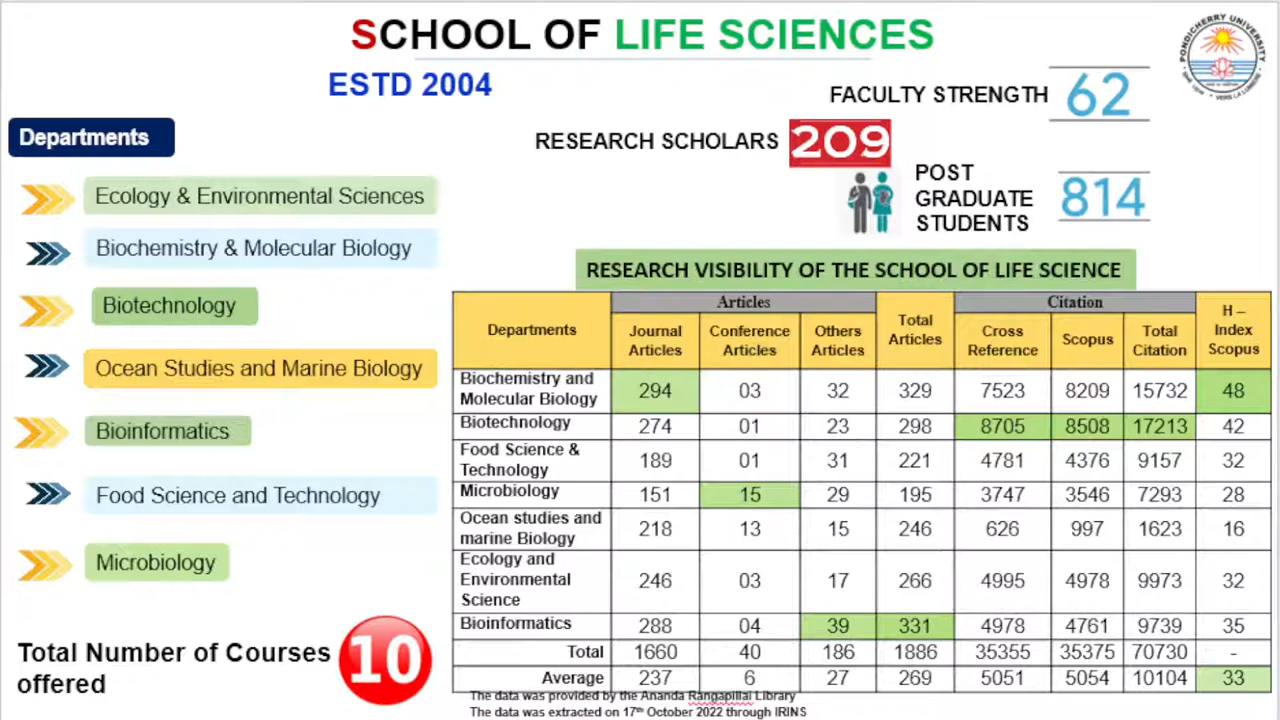 SCHOOL OF LIFE SCIENCES
ESTD 2004
PONDICHERRY UNIVERSITY
VERS LA LUMIERE
FACULTY STRENGTH 62
RESEARCH SCHOLARS 209
POST
GRADUATE
STUDENTS
814
Departments
Ecology & Environmental Sciences
Biochemistry & Molecular Biology
Biotechnology
Ocean Studies and Marine Biology
Bioinformatics
Food Science and Technology
Microbiology
Total Number of Courses
offered
10
RESEARCH VISIBILITY OF THE SCHOOL OF LIFE SCIENCE
Departments Articles Total Articles Citation H – Index Scopus
Journal Articles Conference Articles Others Articles Cross Reference Scopus Total Citation
Biochemistry and
Molecular Biology 294 03 32 329 7523 8209 15732 48
Biotechnology 274 01 23 298 8705 8508 17213 42
Food Science &
Technology 189 01 31 221 4781 4376 9157 32
Microbiology 151 15 29 195 3747 3546 7293 28
Ocean studies and
marine Biology 218 13 15 246 626 997 1623 16
Ecology and
Environmental
Science 246 03 17 266 4995 4978 9973 32
Bioinformatics 288 04 39 331 4978 4761 9739 35
Total 1660 40 186 1886 35355 35375 70730 -
Average 237 6 27 269 5051 5054 10104 33
The data was provided by the Ananda Rangapillai Library
The data was extracted on 17th October 2022 through IRINS